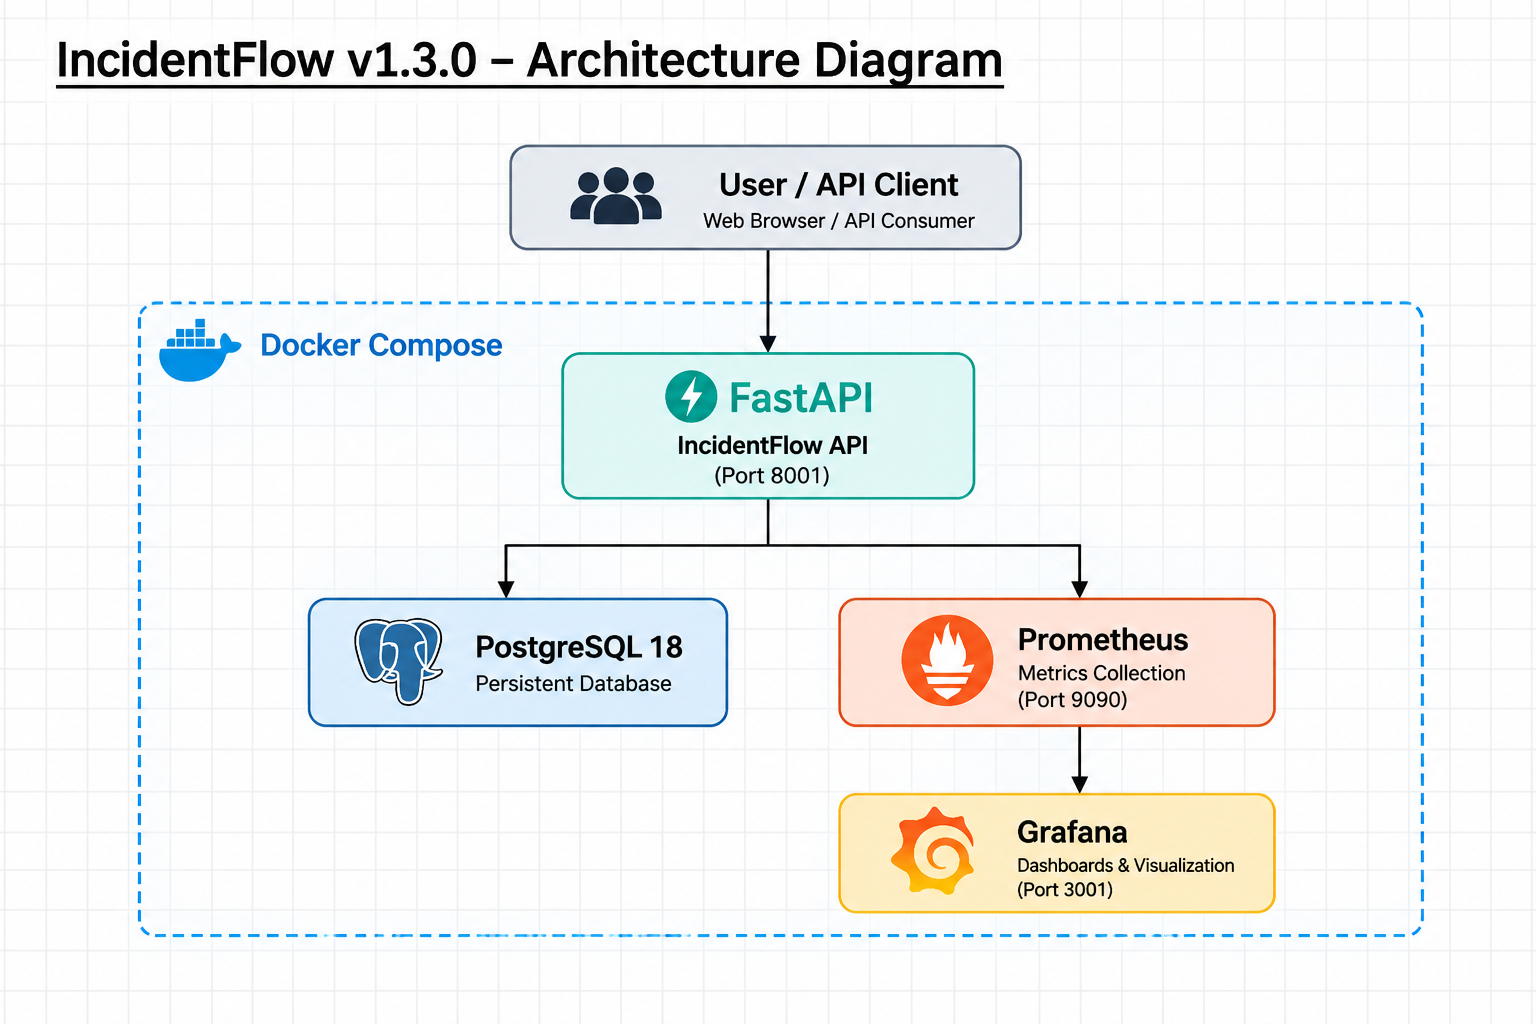 IncidentFlow v1.3.0 – Architecture Diagram
User / API Client
Web Browser / API Consumer
Docker Compose
FastAPI
IncidentFlow API
(Port 8001)
PostgreSQL 18
Persistent Database
Prometheus
Metrics Collection
(Port 9090)
Grafana
Dashboards & Visualization
(Port 3001)